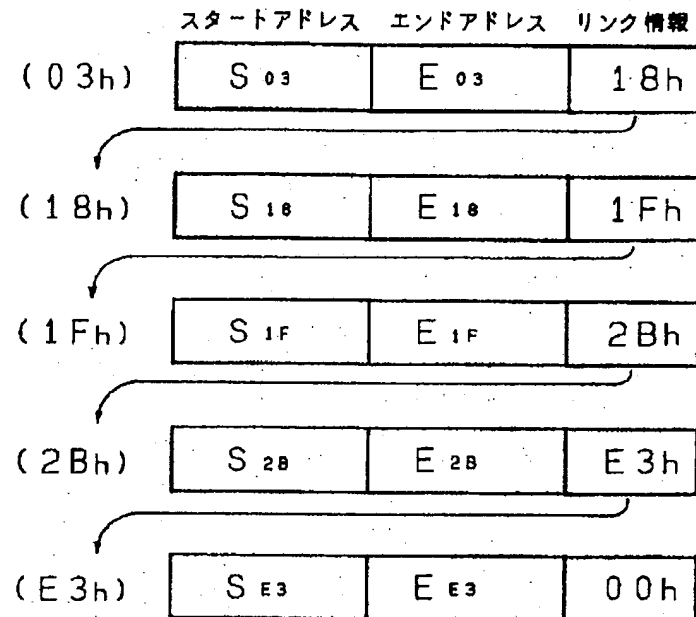 スタートアドレス エンドアドレス リンク情報
(03h) S03 E03 18h
(18h) S18 E18 1Fh
(1Fh) S1F E1F 2Bh
(2Bh) S2B E2B E3h
(E3h) SE3 EE3 00h